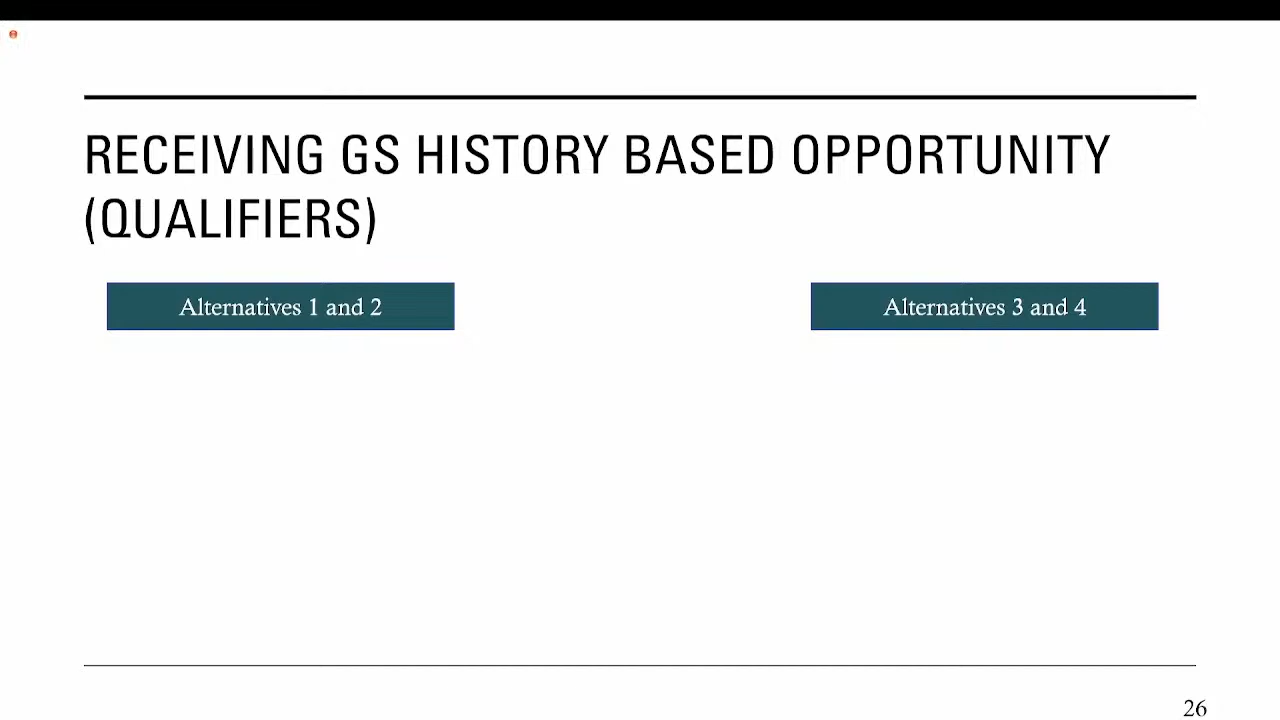 RECEIVING GS HISTORY BASED OPPORTUNITY
(QUALIFIERS)
Alternatives 1 and 2
Alternatives 3 and 4
26